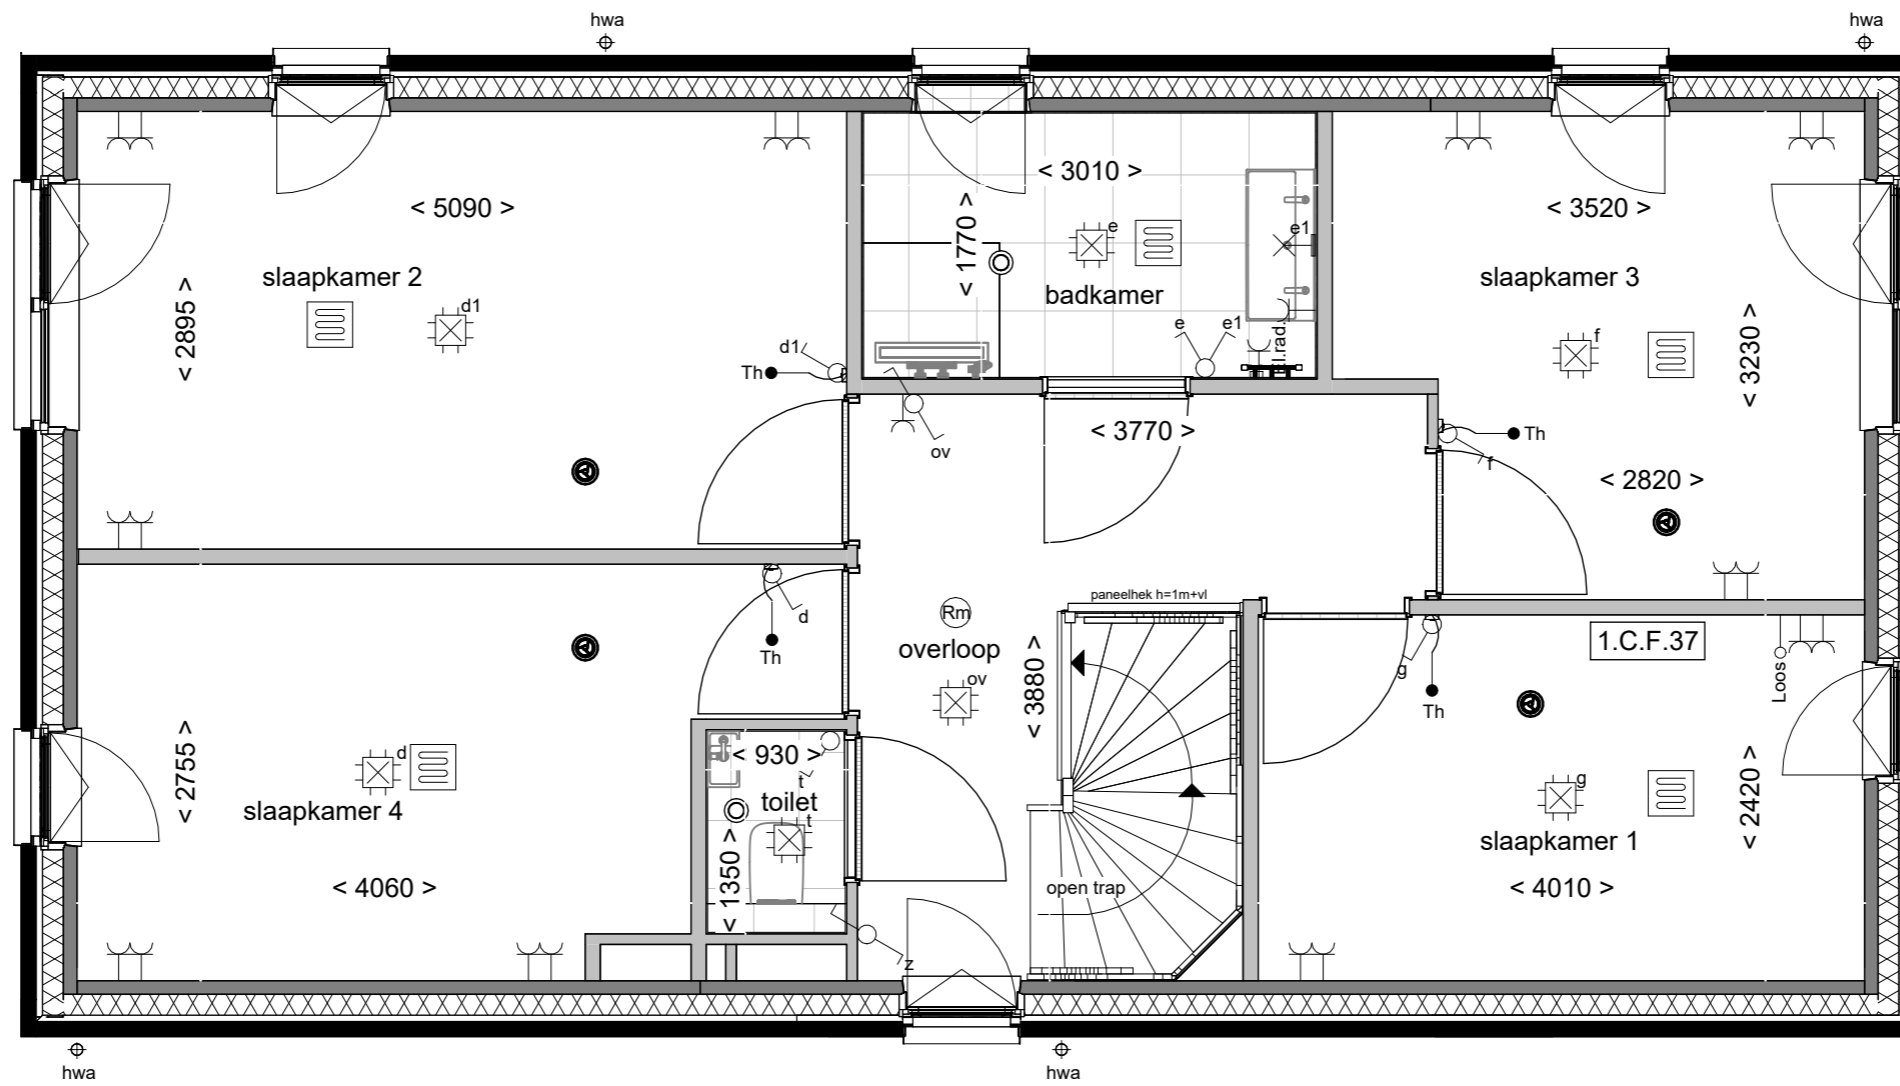 hwa
hwa
< 5090 >
< 3010 >
< 3520 >
< 1770 >
e
e1
slaapkamer 2
badkamer
slaapkamer 3
< 2895 >
d1
e
e1
f
< 3230 >
d1
Th
< 3770 >
ov
Th
f
< 2820 >
d
Th
Rm
overloop
ov
paneelhek h=1m+vl
< 3880 >
1.C.F.37
Loos
g
Th
< 2755 >
d
slaapkamer 4
< 930 >
t
toilet
t
< 1350 >
g
slaapkamer 1
< 2420 >
< 4060 >
open trap
< 4010 >
z
hwa
hwa